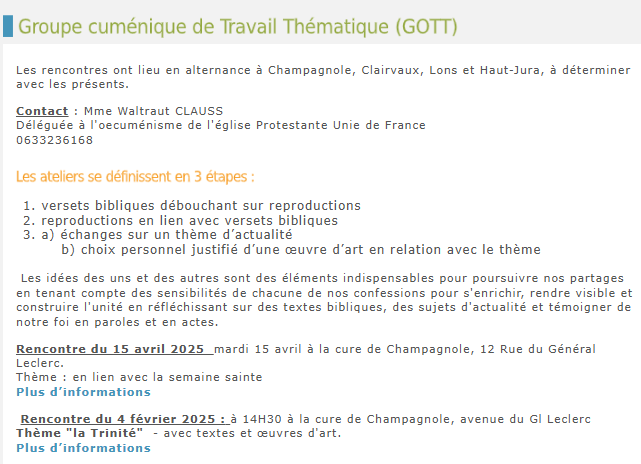 Groupe cuménique de Travail Thématique (GOTT)
Les rencontres ont lieu en alternance à Champagnole, Clairvaux, Lons et Haut-Jura, à déterminer
avec les présents.
Contact : Mme Waltraut CLAUSS
Déléguée à l'oecuménisme de l'église Protestante Unie de France
0633236168
Les ateliers se définissent en 3 étapes :
1. versets bibliques débouchant sur reproductions
2. reproductions en lien avec versets bibliques
3. a) échanges sur un thème d’actualité
b) choix personnel justifié d’une œuvre d’art en relation avec le thème
Les idées des uns et des autres sont des éléments indispensables pour poursuivre nos partages
en tenant compte des sensibilités de chacune de nos confessions pour s'enrichir, rendre visible et
construire l'unité en réfléchissant sur des textes bibliques, des sujets d'actualité et témoigner de
notre foi en paroles et en actes.
Rencontre du 15 avril 2025 mardi 15 avril à la cure de Champagnole, 12 Rue du Général
Leclerc.
Thème : en lien avec la semaine sainte
Plus d’informations
Rencontre du 4 février 2025 : à 14H30 à la cure de Champagnole, avenue du Gl Leclerc
Thème "la Trinité" - avec textes et œuvres d'art.
Plus d’informations